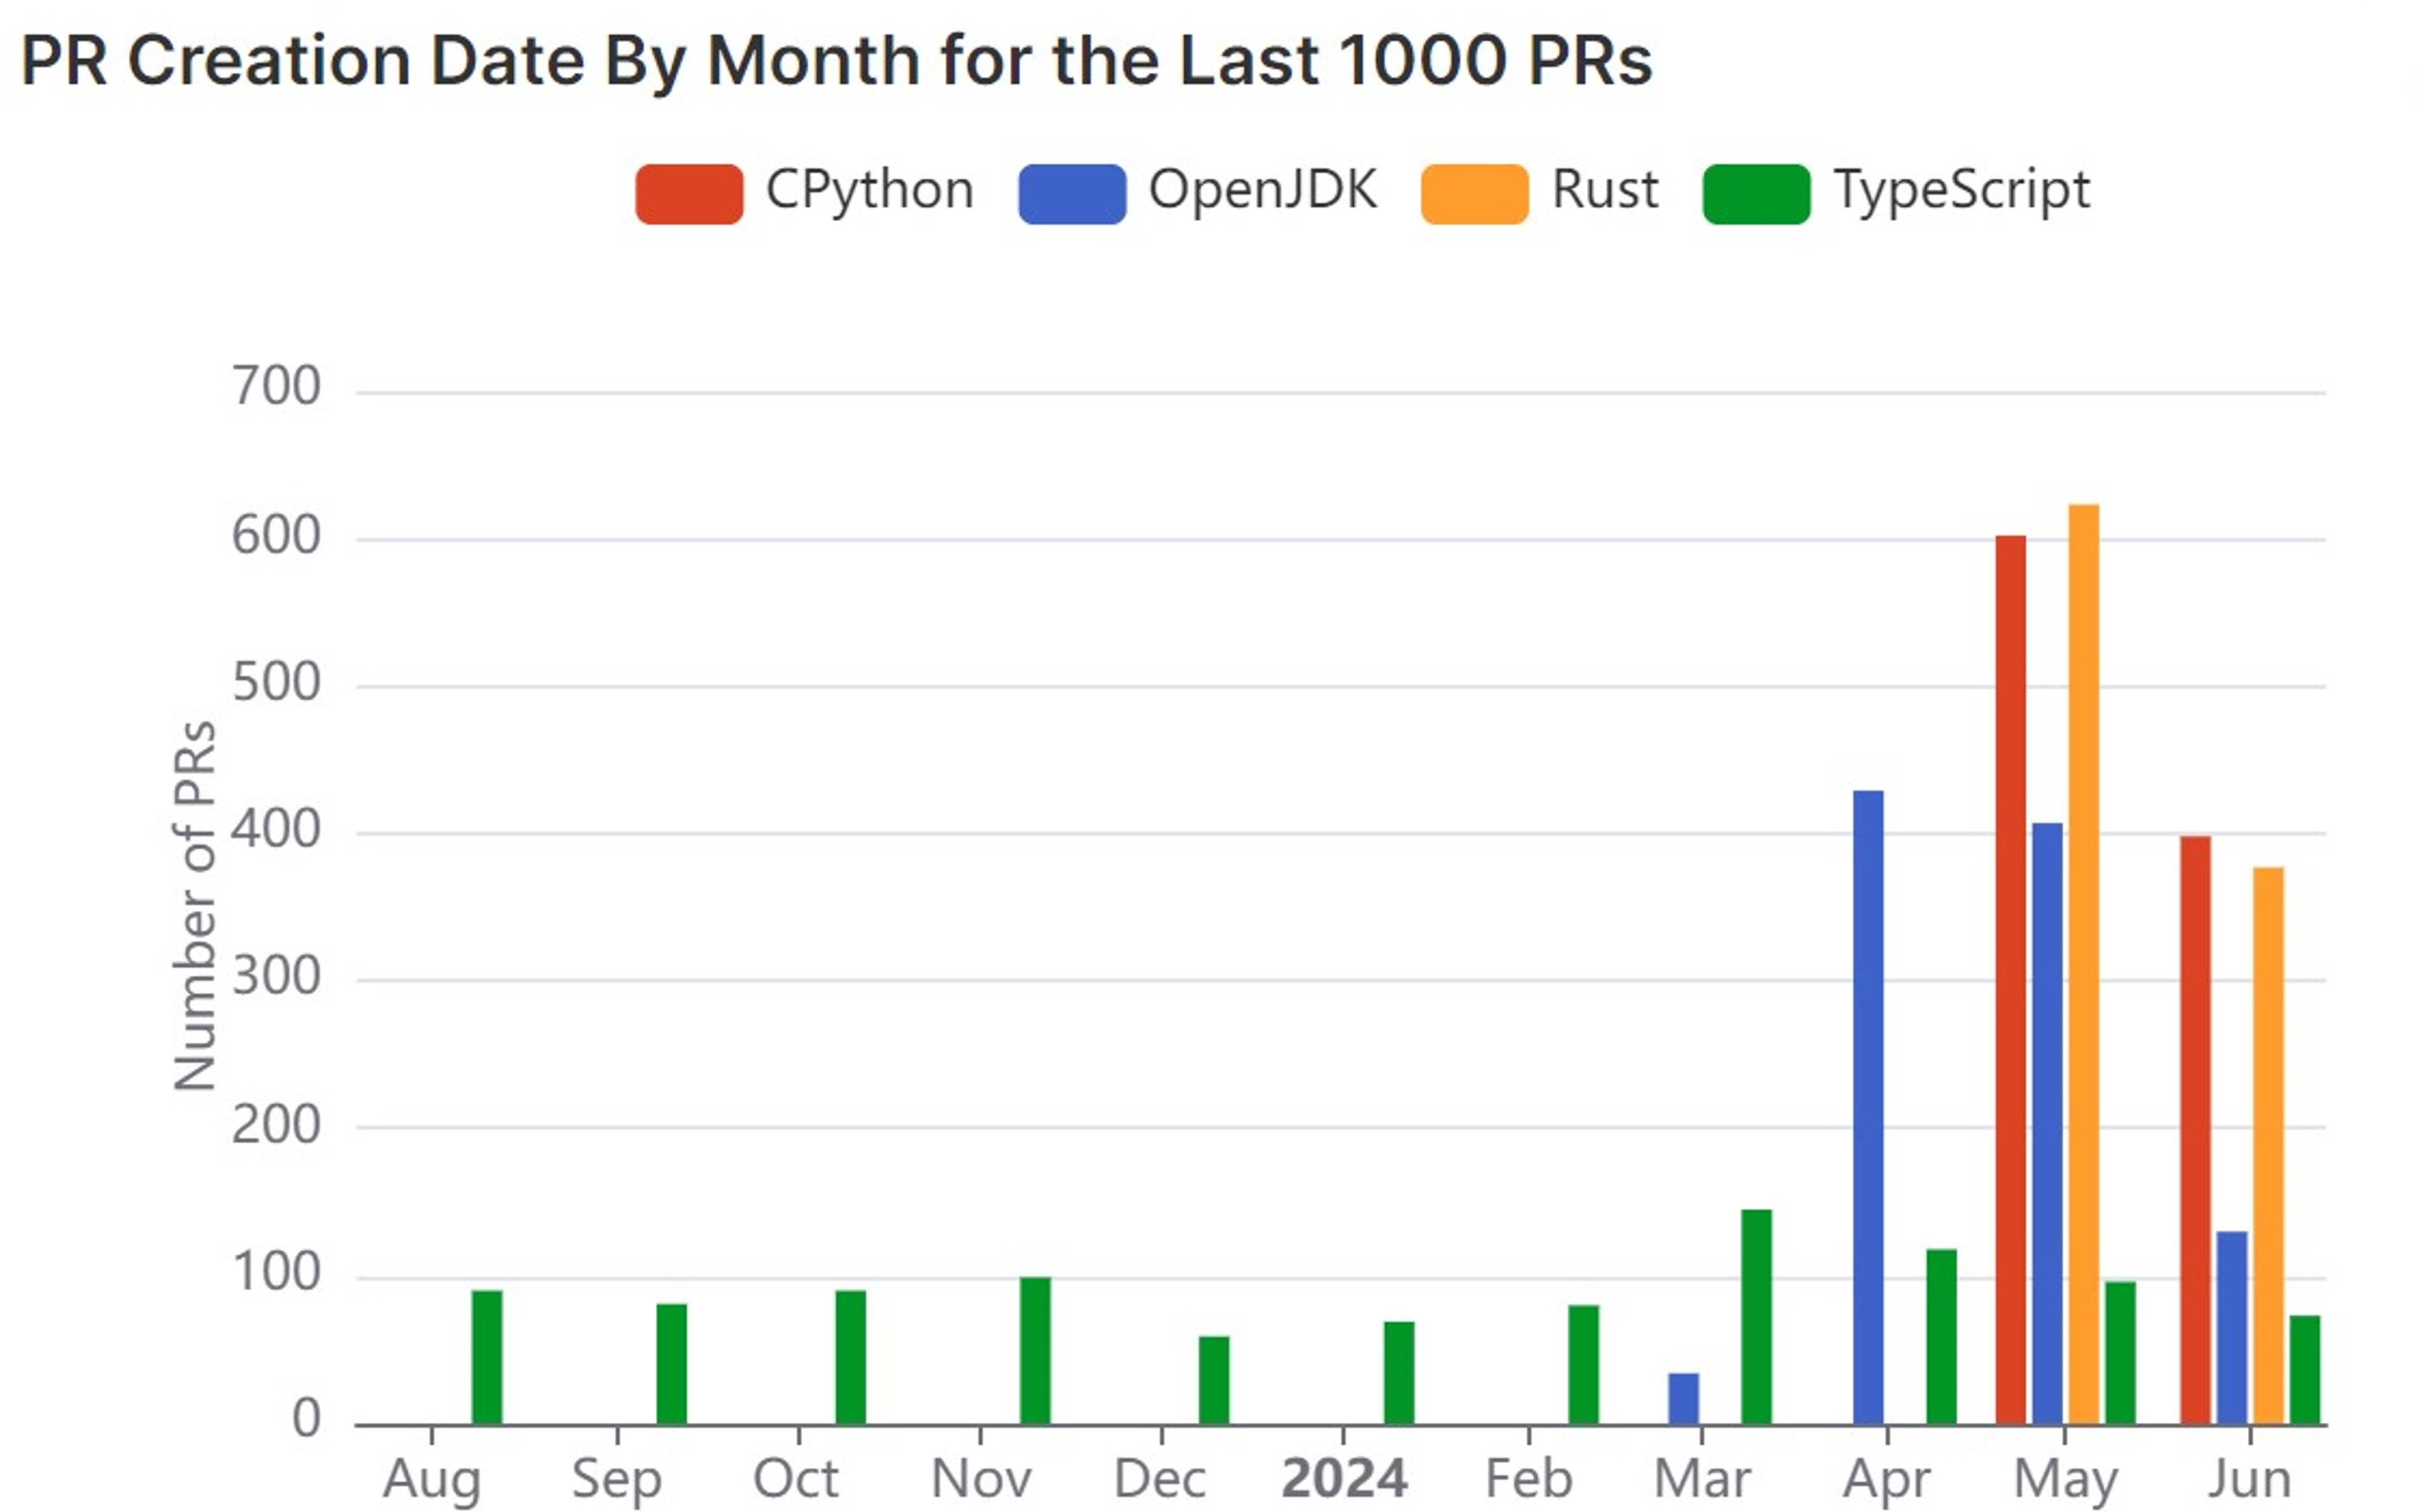 PR Creation Date By Month for the Last 1000 PRs
CPython OpenJDK Rust TypeScript
700
600
500
400
300
200
100
0
Number of PRs
Aug Sep Oct Nov Dec 2024 Feb Mar Apr May Jun